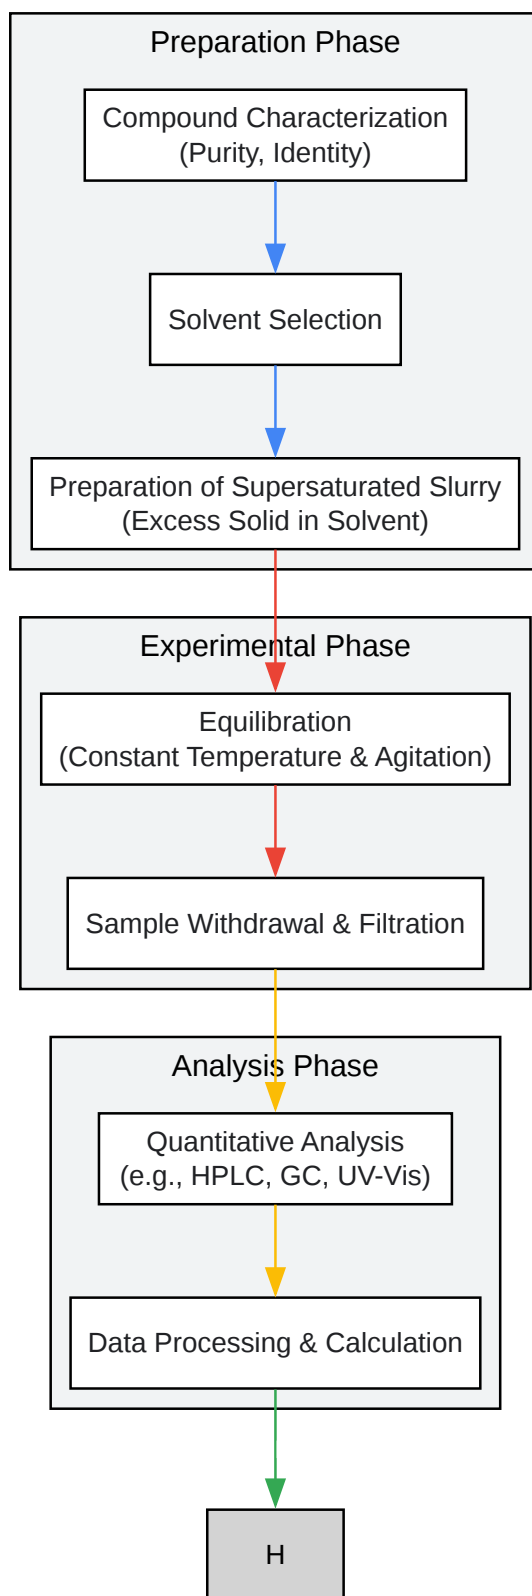 Preparation Phase
Compound Characterization
(Purity, Identity)
Solvent Selection
Preparation of Supersaturated Slurry
(Excess Solid in Solvent)
Experimental Phase
Equilibration
(Constant Temperature & Agitation)
Sample Withdrawal & Filtration
Analysis Phase
Quantitative Analysis
(e.g., HPLC, GC, UV-Vis)
Data Processing & Calculation
H